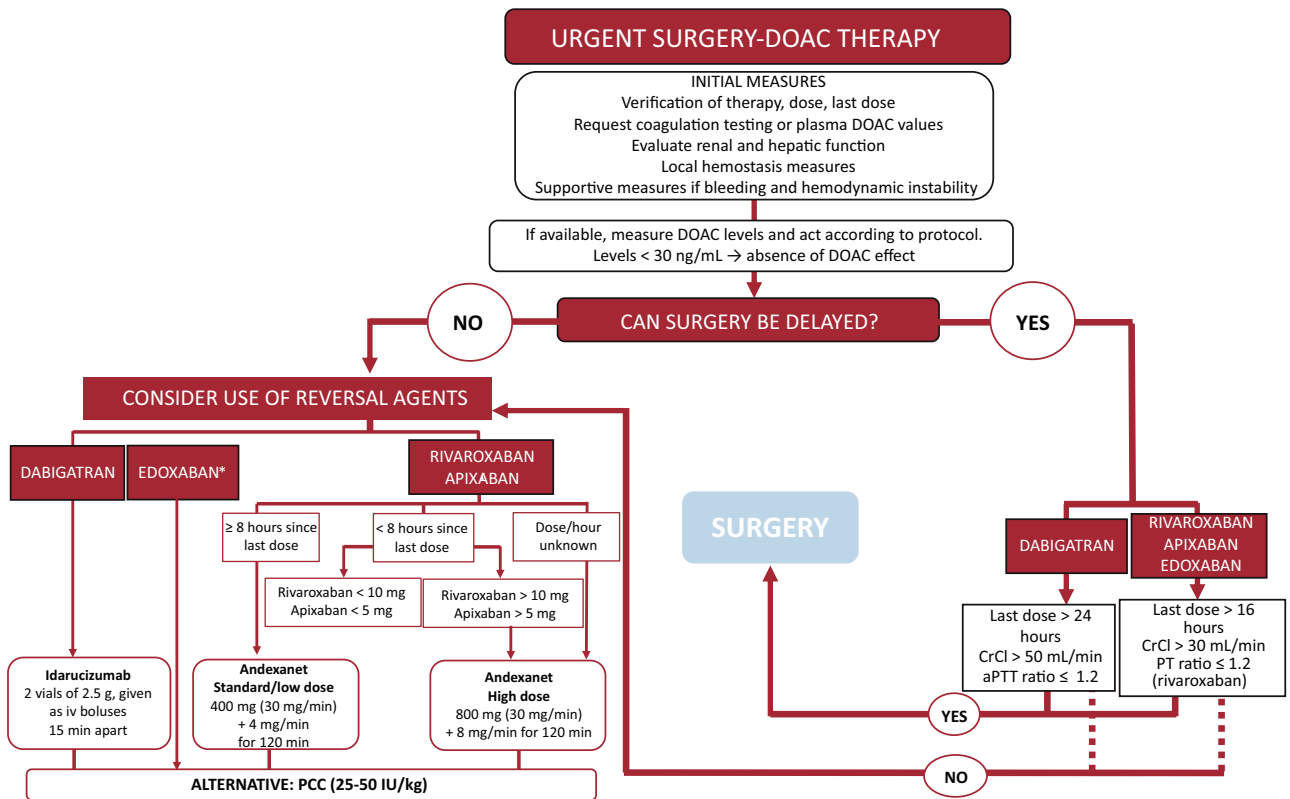 URGENT SURGERY-DOAC THERAPY
INITIAL MEASURES
Verification of therapy, dose, last dose
Request coagulation testing or plasma DOAC values
Evaluate renal and hepatic function
Local hemostasis measures
Supportive measures if bleeding and hemodynamic instability
If available, measure DOAC levels and act according to protocol.
Levels < 30 ng/mL → absence of DOAC effect
NO
CAN SURGERY BE DELAYED?
YES
CONSIDER USE OF REVERSAL AGENTS
DABIGATRAN
EDOXABAN*
RIVAROXABAN
APIXABAN
≥ 8 hours since
last dose
< 8 hours since
last dose
Dose/hour
unknown
Rivaroxaban < 10 mg
Apixaban < 5 mg
Rivaroxaban > 10 mg
Apixaban > 5 mg
Idarucizumab
2 vials of 2.5 g, given
as iv boluses
15 min apart
Andexanet
Standard/low dose
400 mg (30 mg/min)
+ 4 mg/min
for 120 min
Andexanet
High dose
800 mg (30 mg/min)
+ 8 mg/min for 120 min
ALTERNATIVE: PCC (25-50 IU/kg)
SURGERY
DABIGATRAN
RIVAROXABAN
APIXABAN
EDOXABAN
Last dose > 24
hours
CrCl > 50 mL/min
aPTT ratio ≤ 1.2
Last dose > 16
hours
CrCl > 30 mL/min
PT ratio ≤ 1.2
(rivaroxaban)
YES
NO